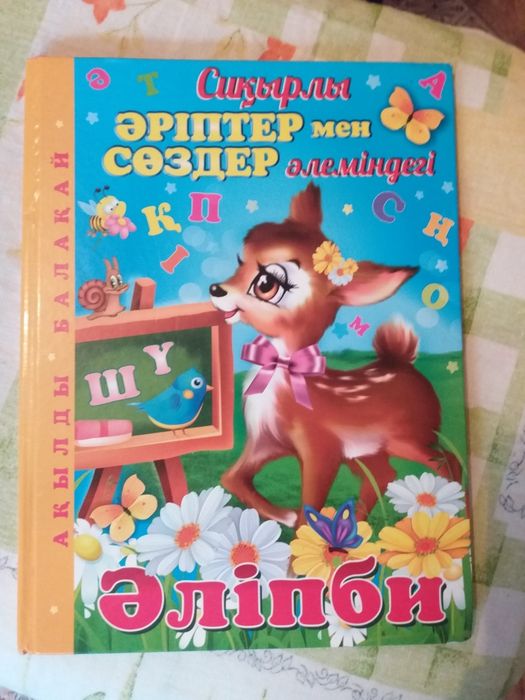 АҚЫЛДЫ БАЛАҚАЙ
Ә Т А
Сиқырлы
ӘРІПТЕР мен
СӨЗДЕР әлеміндегі
Қ П С Ң
І О
М
Ш Ү
Әліпби